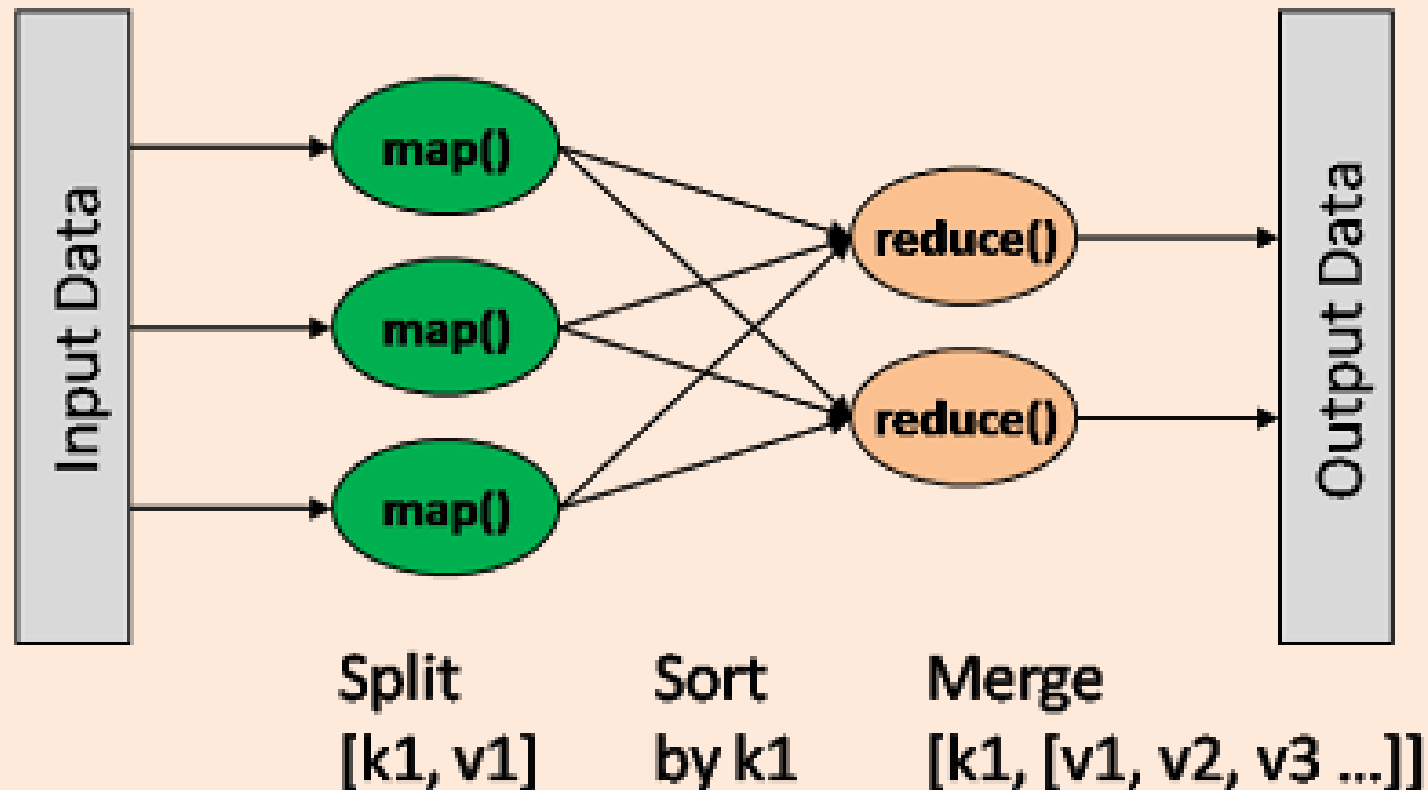 Input Data
map()
map()
map()
reduce()
reduce()
Output Data
Split
[k1, v1]
Sort
by k1
Merge
[k1, [v1, v2, v3 ...]]